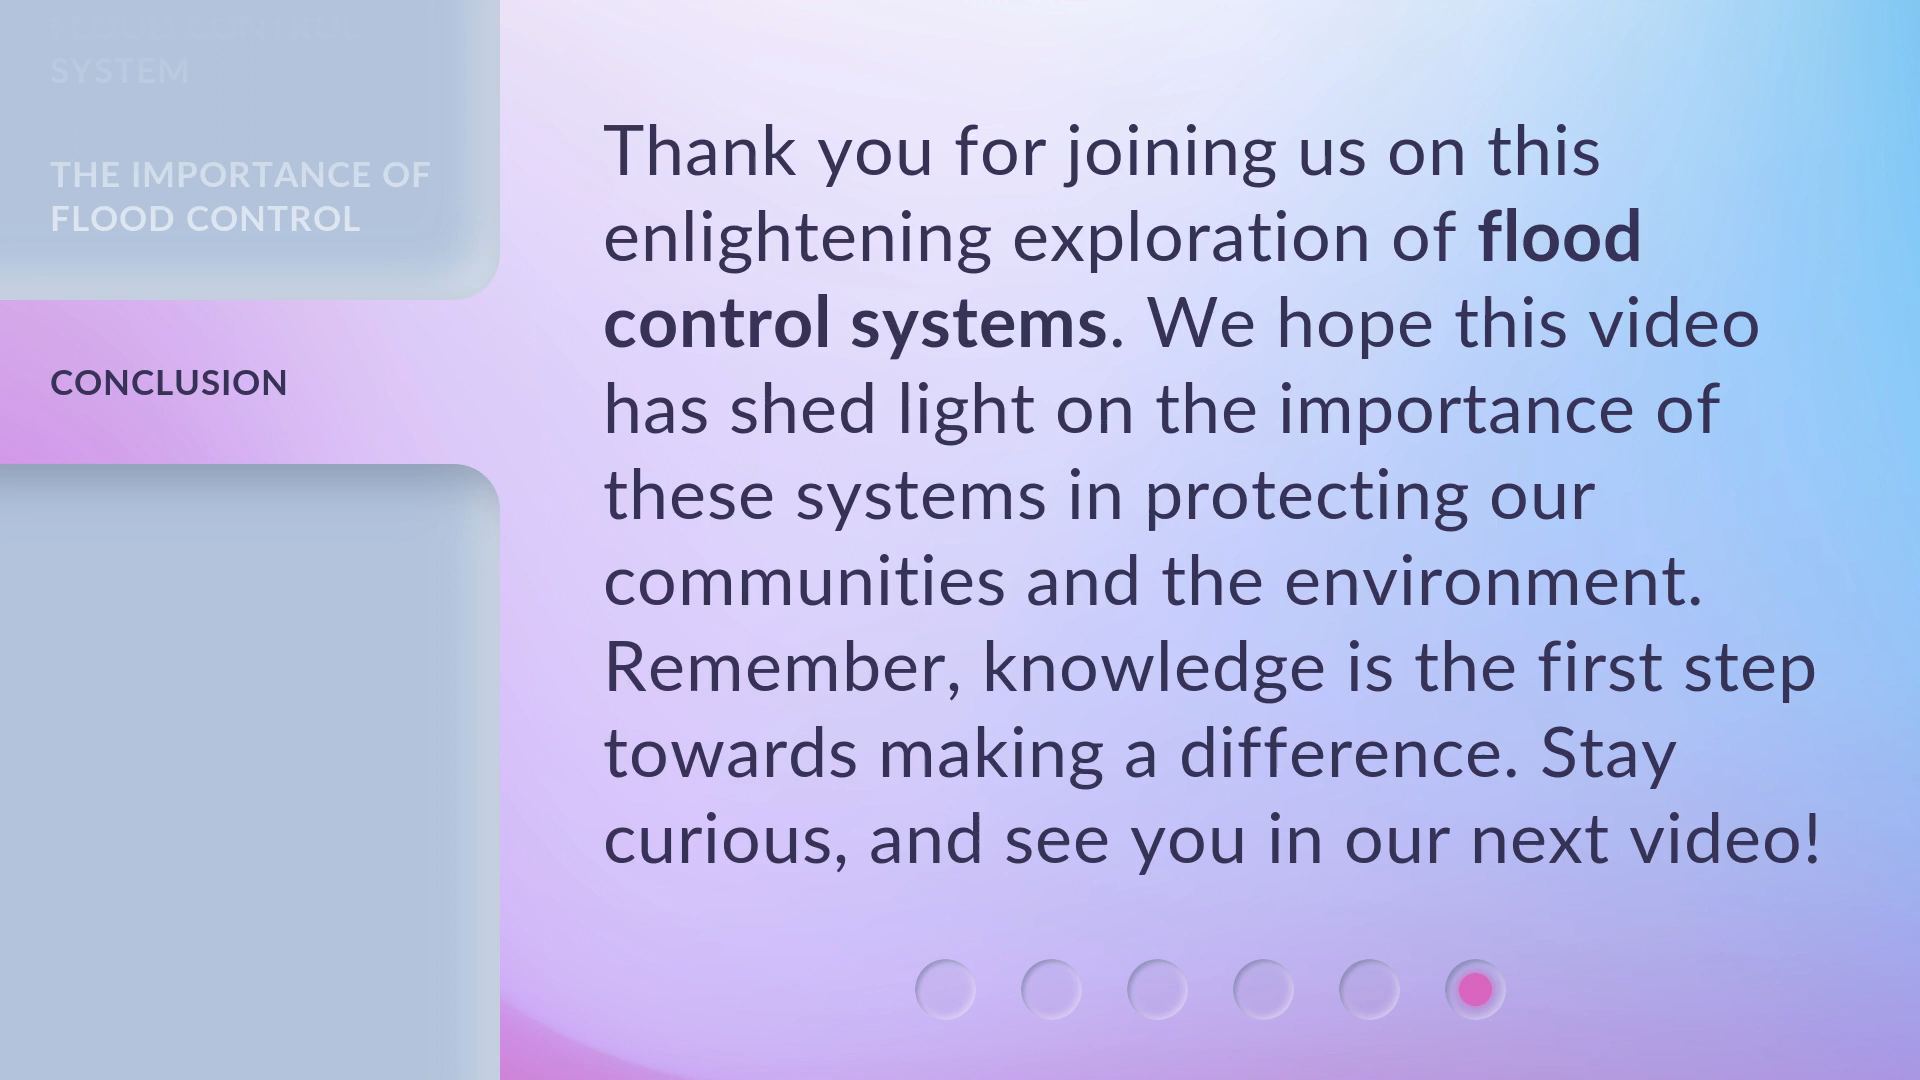 FLOOD CONTROL
SYSTEM
THE IMPORTANCE OF
FLOOD CONTROL
CONCLUSION
Thank you for joining us on this
enlightening exploration of flood
control systems. We hope this video
has shed light on the importance of
these systems in protecting our
communities and the environment.
Remember, knowledge is the first step
towards making a difference. Stay
curious, and see you in our next video!